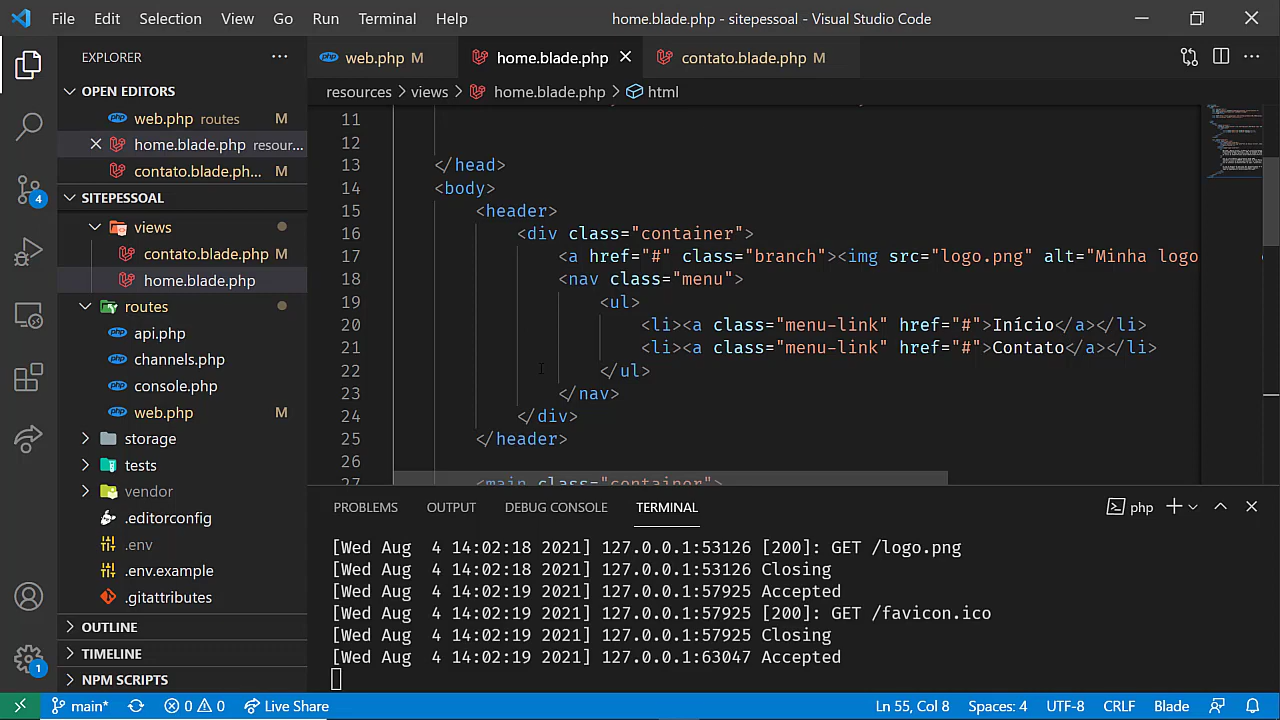 File Edit Selection View Go Run Terminal Help home.blade.php - sitepessoal - Visual Studio Code
EXPLORER
OPEN EDITORS
web.php routes M
home.blade.php resour...
contato.blade.ph... M
SITEPESSOAL
views
contato.blade.php M
home.blade.php
routes
api.php
channels.php
console.php
web.php M
storage
tests
vendor
.editorconfig
.env
.env.example
.gitattributes
OUTLINE
TIMELINE
NPM SCRIPTS
4
1
web.php M home.blade.php contato.blade.php M
resources > views > home.blade.php > html
11
12
13 </head>
14 <body>
15 <header>
16 <div class="container">
17 <a href="#" class="branch"><img src="logo.png" alt="Minha logo
18 <nav class="menu">
19 <ul>
20 <li><a class="menu-link" href="#">Início</a></li>
21 <li><a class="menu-link" href="#">Contato</a></li>
22 </ul>
23 </nav>
24 </div>
25 </header>
26
27 <main class="container">
PROBLEMS OUTPUT DEBUG CONSOLE TERMINAL php
[Wed Aug  4 14:02:18 2021] 127.0.0.1:53126 [200]: GET /logo.png
[Wed Aug  4 14:02:18 2021] 127.0.0.1:53126 Closing
[Wed Aug  4 14:02:19 2021] 127.0.0.1:57925 Accepted
[Wed Aug  4 14:02:19 2021] 127.0.0.1:57925 [200]: GET /favicon.ico
[Wed Aug  4 14:02:19 2021] 127.0.0.1:57925 Closing
[Wed Aug  4 14:02:19 2021] 127.0.0.1:63047 Accepted
main* 0 0 Live Share Ln 55, Col 8 Spaces: 4 UTF-8 CRLF Blade